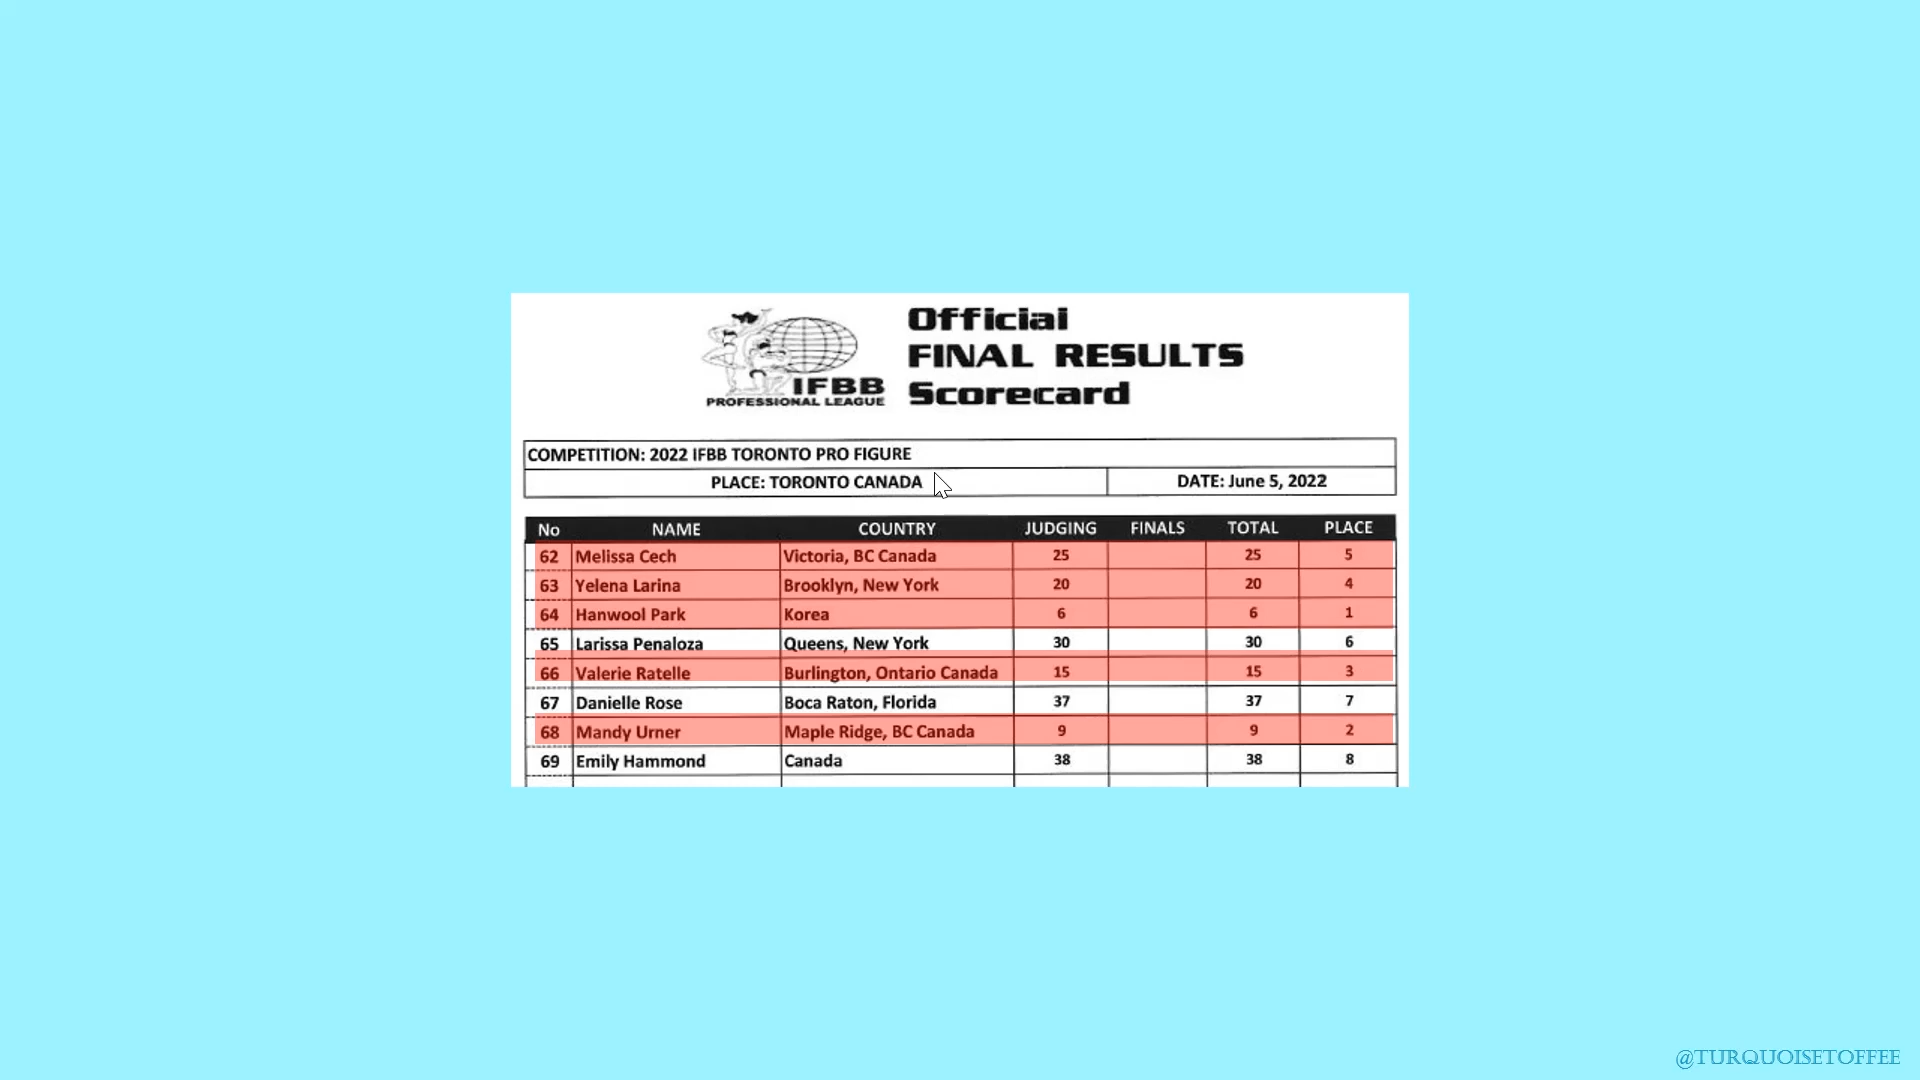 Official
FINAL RESULTS
Scorecard
IFBB
PROFESSIONAL LEAGUE
COMPETITION: 2022 IFBB TORONTO PRO FIGURE
PLACE: TORONTO CANADA DATE: June 5, 2022
No NAME COUNTRY JUDGING FINALS TOTAL PLACE
62 Melissa Cech Victoria, BC Canada 25 25 5
63 Yelena Larina Brooklyn, New York 20 20 4
64 Hanwool Park Korea 6 6 1
65 Larissa Penaloza Queens, New York 30 30 6
66 Valerie Ratelle Burlington, Ontario Canada 15 15 3
67 Danielle Rose Boca Raton, Florida 37 37 7
68 Mandy Urner Maple Ridge, BC Canada 9 9 2
69 Emily Hammond Canada 38 38 8
@TURQUOISETOFFEE